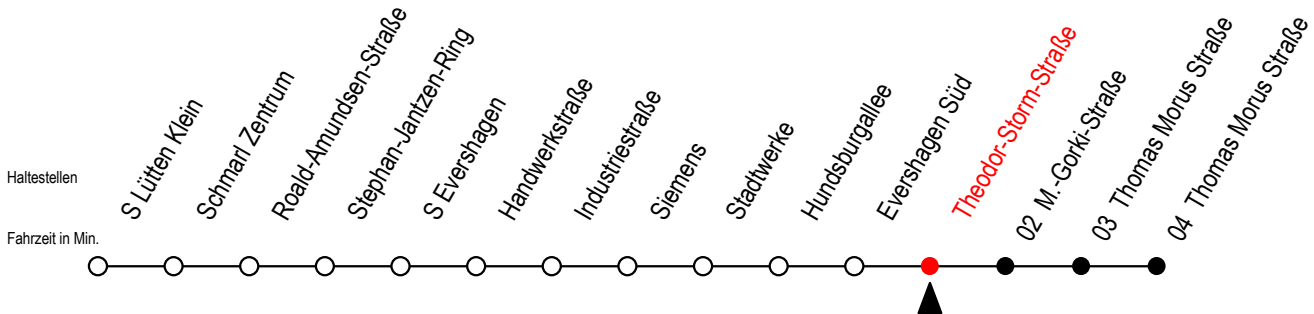 S Lütten Klein
Schmarl Zentrum
Roald-Amundsen-Straße
Stephan-Jantzen-Ring
S Evershagen
Handwerkstraße
Industriestraße
Siemens
Stadtwerke
Hundsburgallee
Evershagen Süd
Theodor-Storm-Straße
02 M.-Gorki-Straße
03 Thomas Morus Straße
04 Thomas Morus Straße
Haltestellen
Fahrzeit in Min.